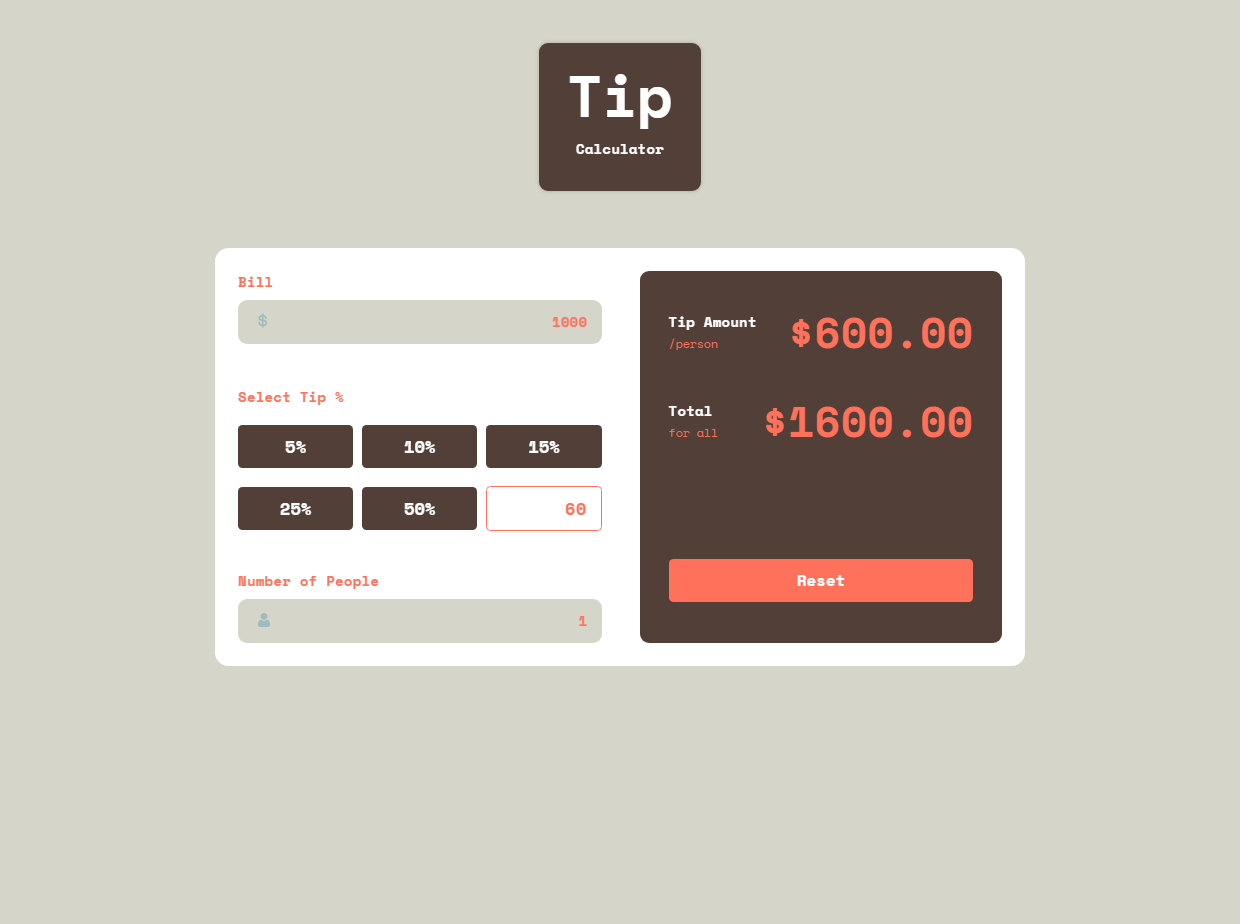 Tip
Calculator
Bill
$ 1000
Select Tip %
5% 10% 15%
25% 50% 60
Number of People
1
Tip Amount
/person
$600.00
Total
for all
$1600.00
Reset